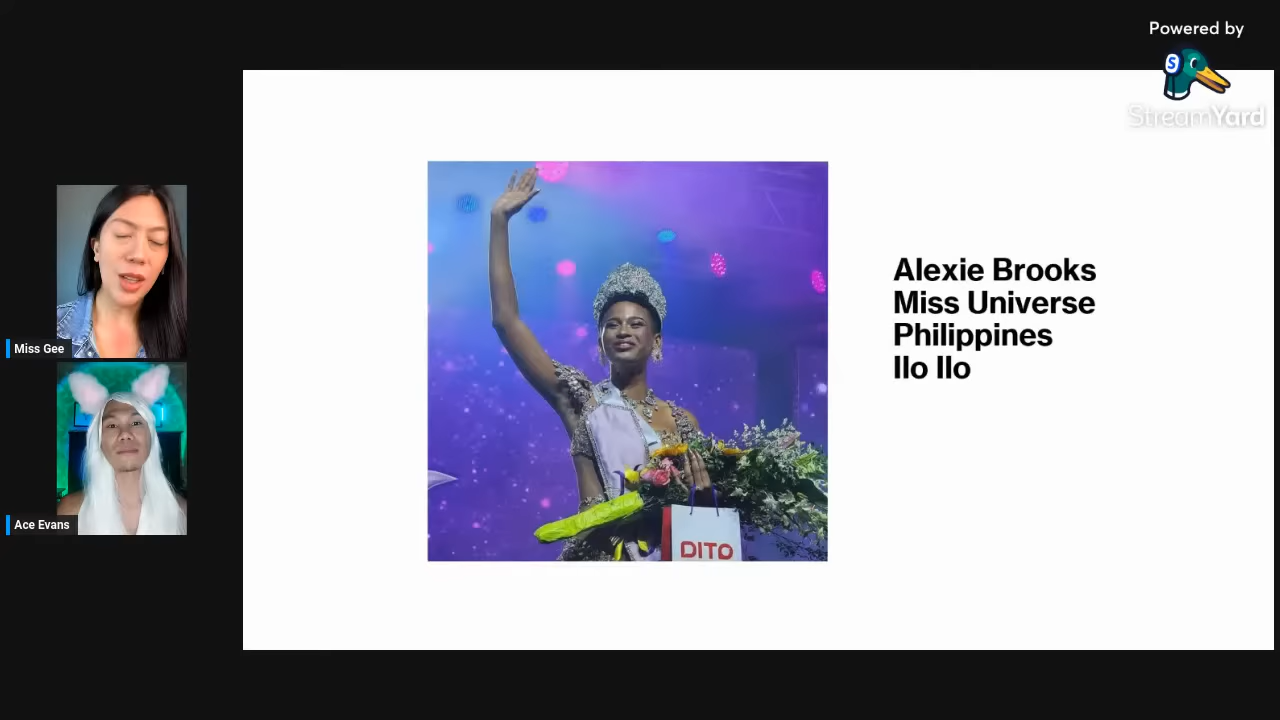 Powered by
StreamYard
Alexie Brooks
Miss Universe
Philippines
Ilo Ilo
Miss Gee
Ace Evans
DITO